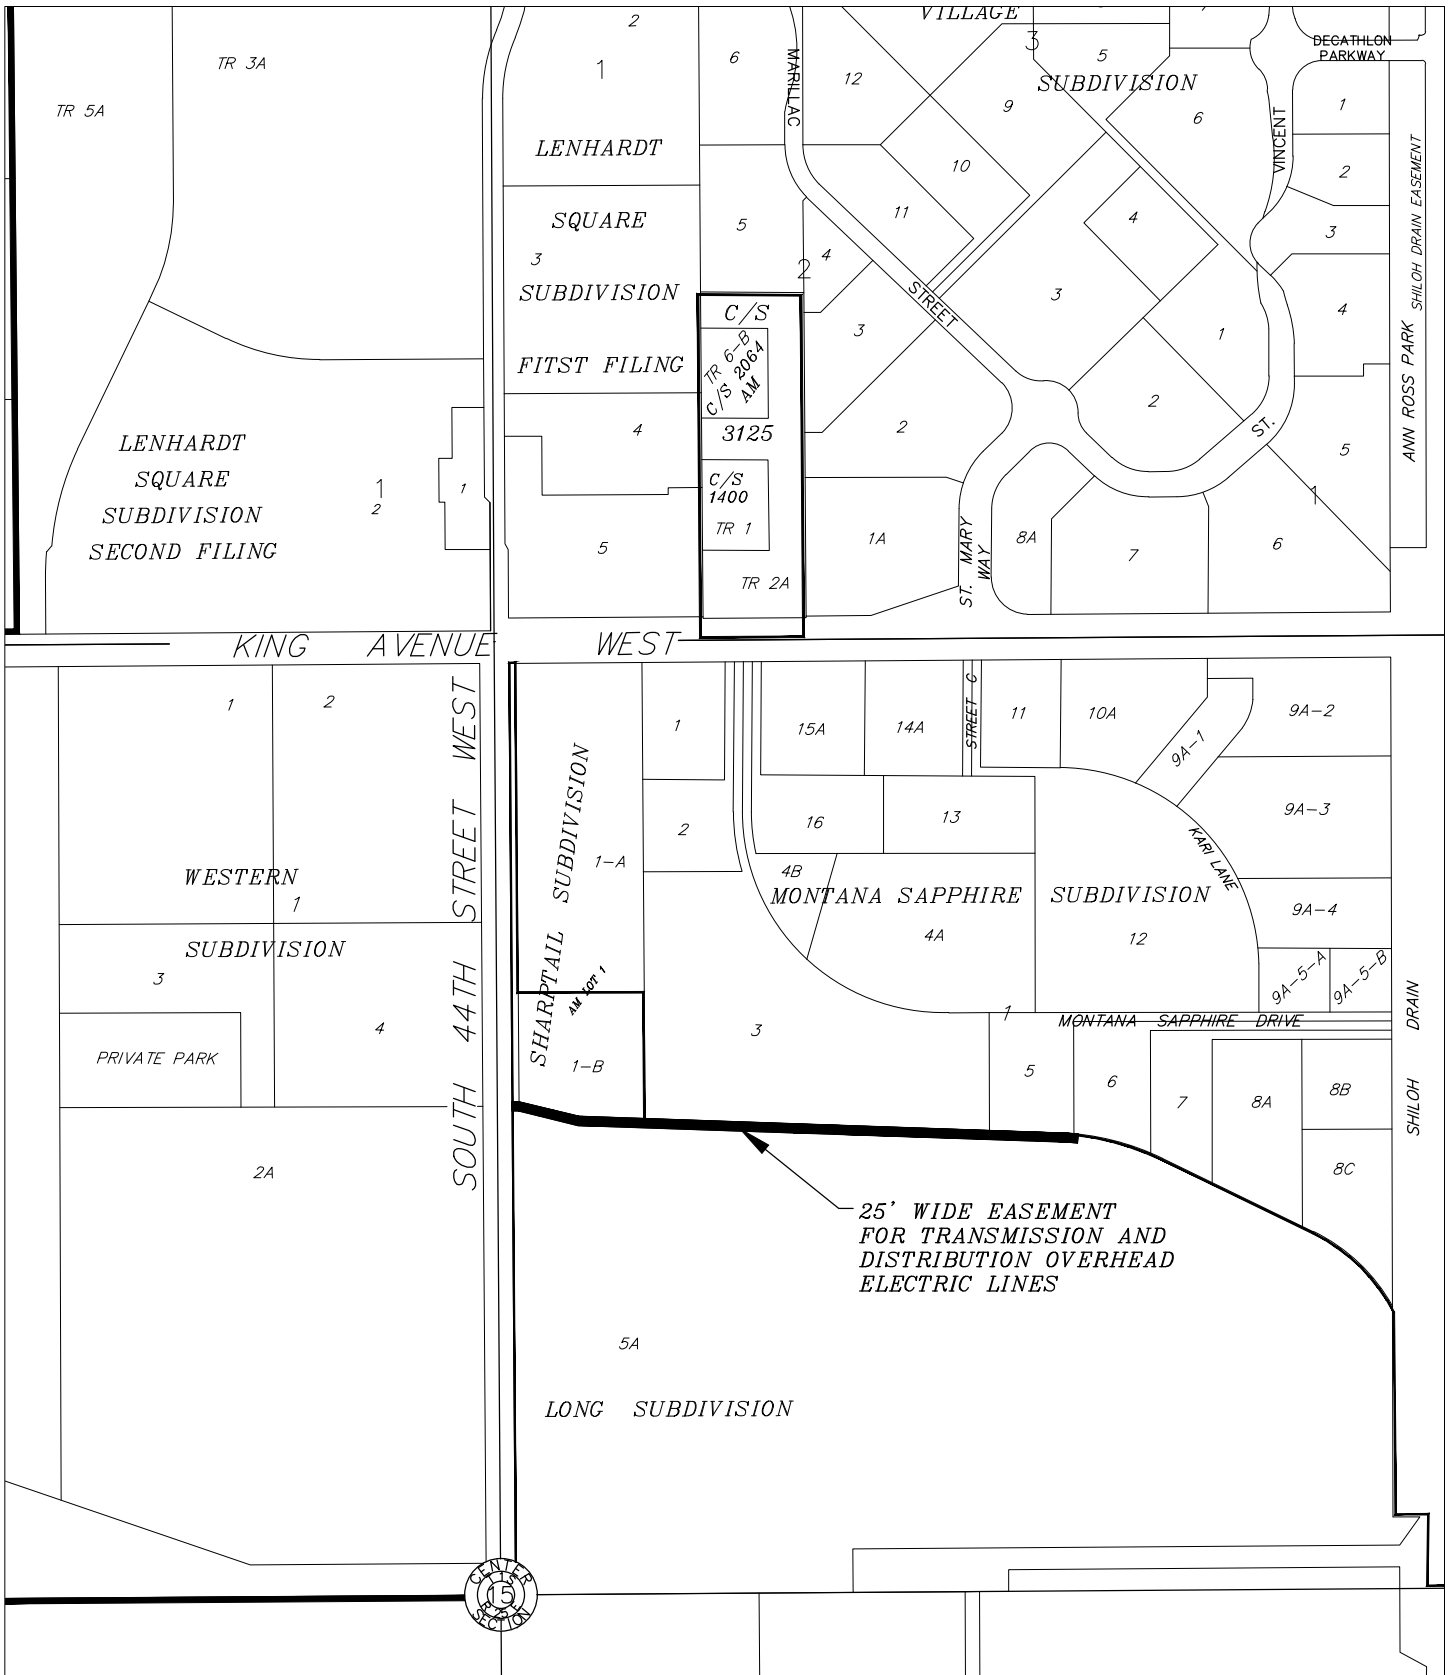 VILLAGE
3
SUBDIVISION
DECATHLON
PARKWAY
TR 3A
TR 5A
2
1
6
MARILLAC
12
9
5
6
VINCENT
1
LENHARDT
10
2
SHILOH DRAIN EASEMENT
SQUARE
5
11
4
3
3
4
2
SUBDIVISION
STREET
3
4
C/S
3
1
FITST FILING
TR 6-B
C/S 2064
AM
ANN ROSS PARK
LENHARDT
SQUARE
SUBDIVISION
SECOND FILING
1
2
1
4
3125
2
2
ST.
5
C/S
1400
TR 1
1
5
TR 2A
1A
ST. MARY
WAY
8A
7
6
KING AVENUE WEST
1
2
SOUTH 44TH STREET WEST
SHARPTAIL SUBDIVISION
AM LOT 1
1
15A
14A
STREET C
11
10A
9A-1
9A-2
2
16
13
KARI LANE
9A-3
WESTERN
1
SUBDIVISION
1-A
4B
MONTANA SAPPHIRE SUBDIVISION
9A-4
4A
12
3
9A-5-A
9A-5-B
4
3
1
MONTANA SAPPHIRE DRIVE
SHILOH DRAIN
PRIVATE PARK
1-B
5
6
7
8A
8B
2A
8C
25' WIDE EASEMENT
FOR TRANSMISSION AND
DISTRIBUTION OVERHEAD
ELECTRIC LINES
5A
LONG SUBDIVISION
CENTER
15
SECTION